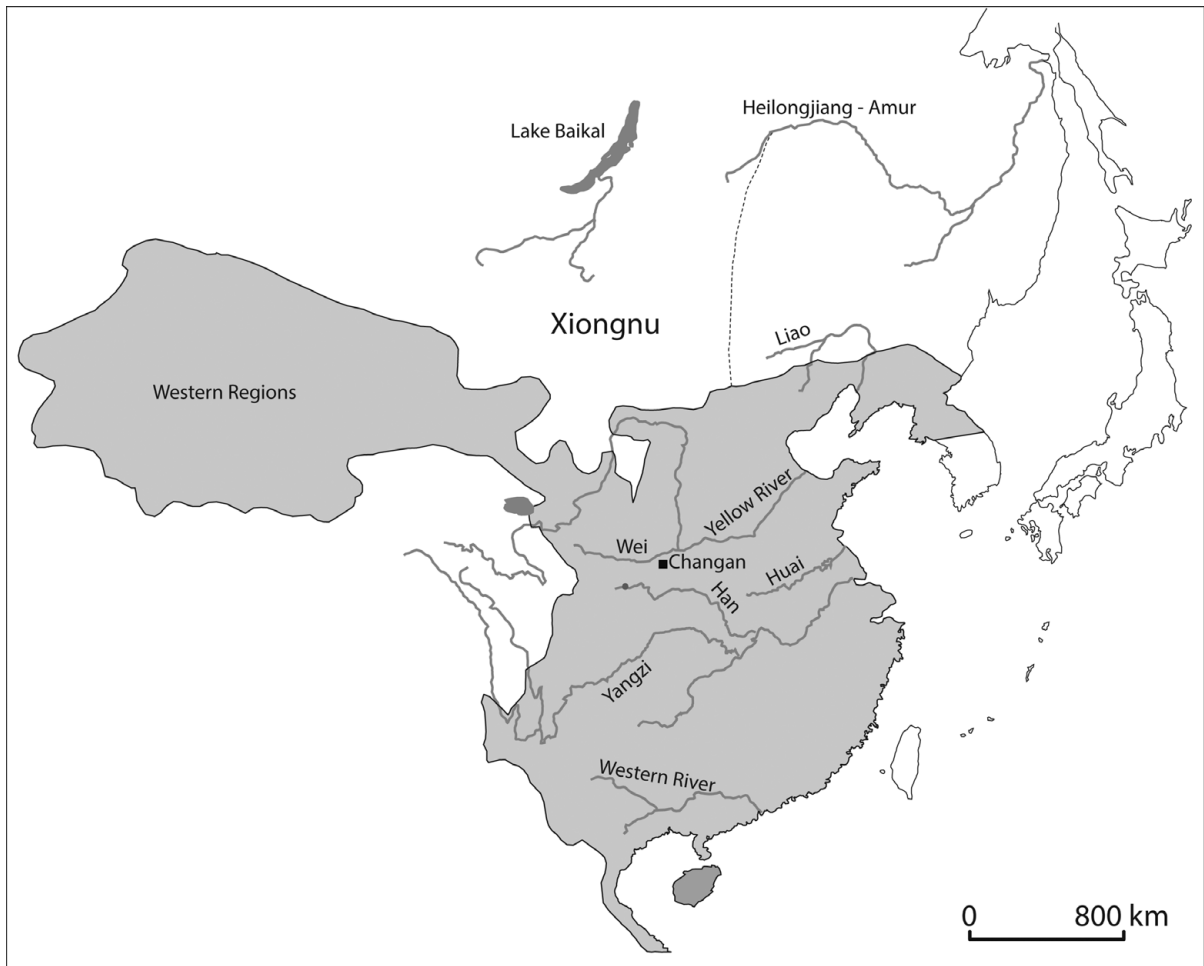 Heilongjiang - Amur
Lake Baikal
Xiongnu
Liao
Western Regions
Yellow River
Wei
Changan
Huai
Han
Yangzi
Western River
0 800 km